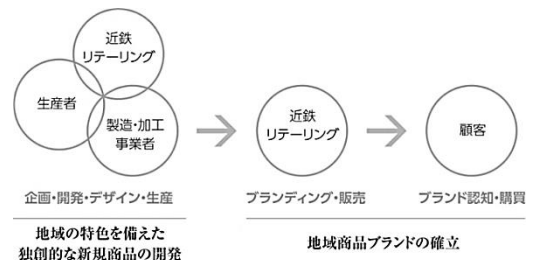 近鉄
リテーリング
生産者
製造・加工
事業者
近鉄
リテーリング
顧客
企画・開発・デザイン・生産
ブランディング・販売
ブランド認知・購買
地域の特色を備えた
独創的な新規商品の開発
地域商品ブランドの確立